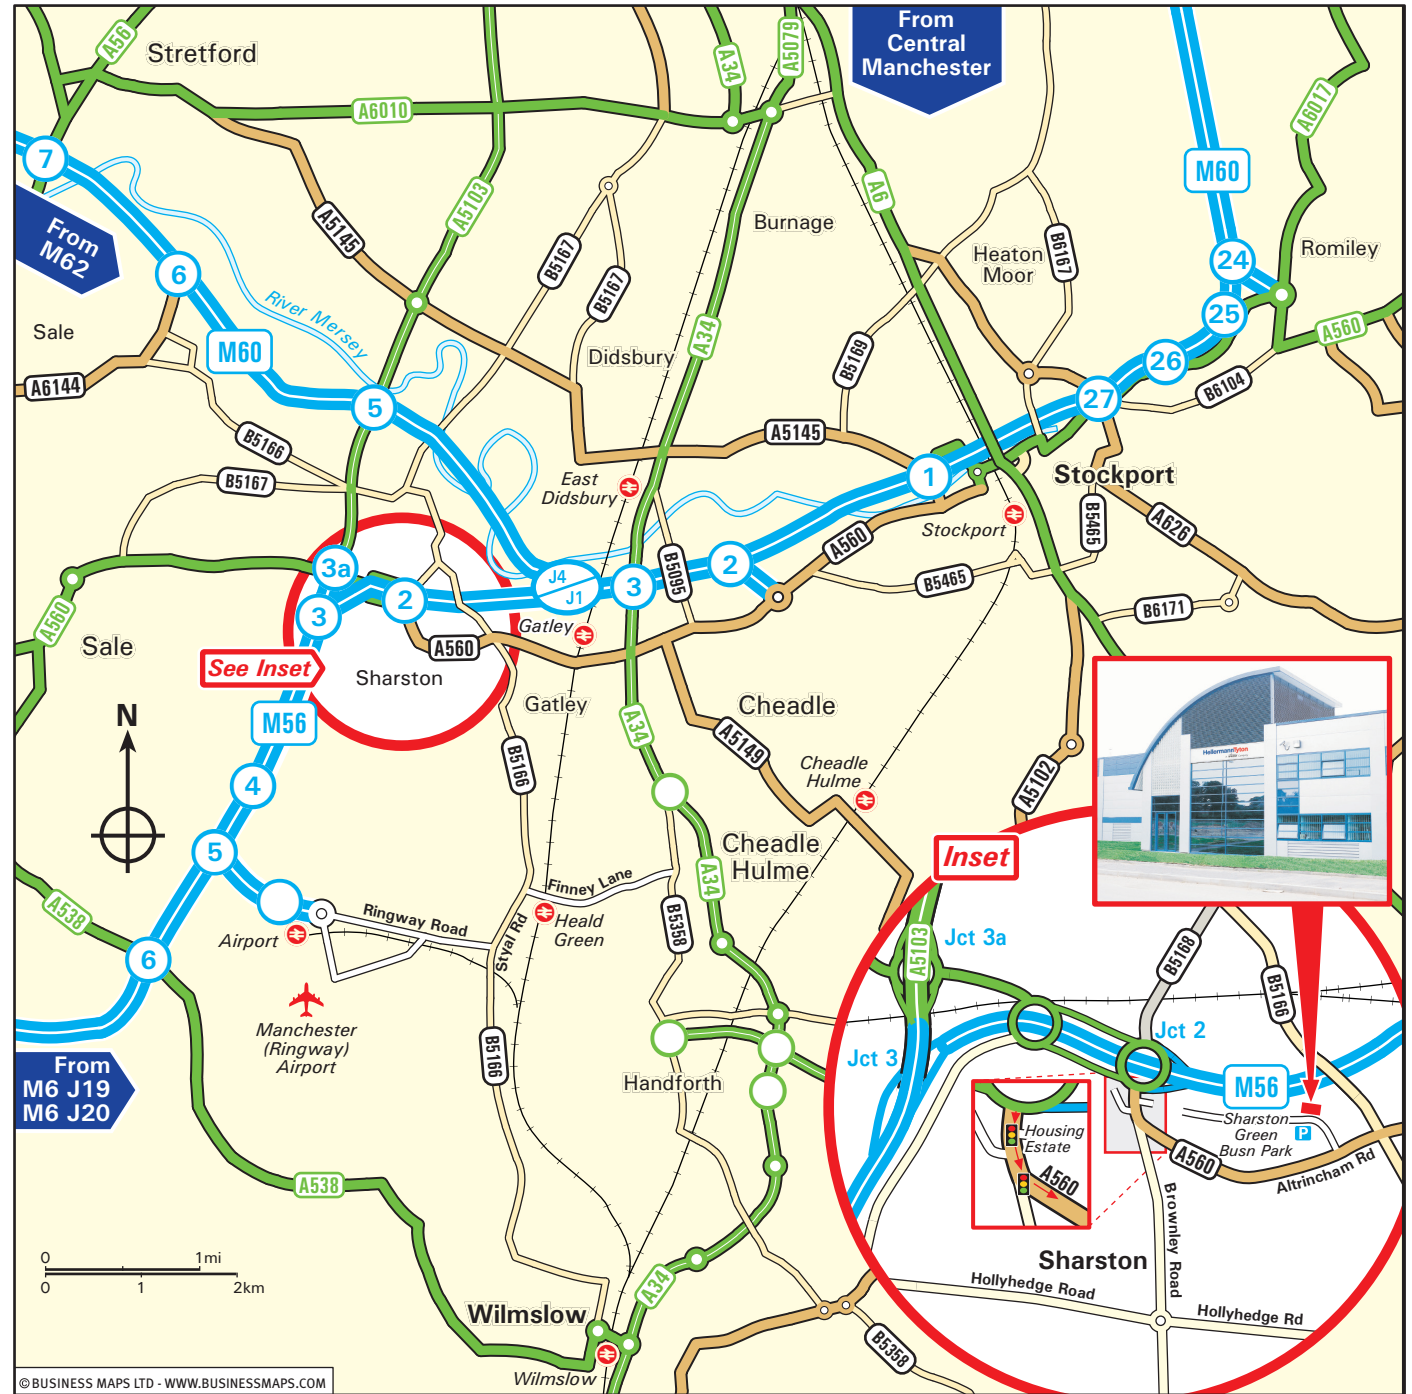 From
Central
Manchester
A56
Stretford
A34
A5079
A6010
A6017
7
M60
A5103
A6
From
M62
A5145
Burnage
B5167
B6167
Heaton
Moor
24
Romiley
6
B5167
River Mersey
25
A560
Sale
M60
A34
Didsbury
B5169
26
A6144
B6104
27
5
B5166
A5145
B5167
East
Didsbury
1
Stockport
Stockport
B5465
A626
A560
3a
2
J4
J1
3
2
B5095
B5465
3
B6171
A560
Gatley
A560
Sale
See Inset
Sharston
Gatley
N
M56
A34
Cheadle
A5149
B5166
Cheadle
Hulme
A5102
4
HellermannTyton
Cheadle
Hulme
5
Inset
A34
Finney Lane
A538
Ringway Road
B5358
Heald
Green
Airport
Styal Rd
A5103
Jct 3a
B5168
6
B5166
Manchester
(Ringway)
Airport
Jct 2
B5166
Jct 3
From
M6 J19
M6 J20
Handforth
M56
Sharston
Green
Busn Park
P
Housing
Estate
A560
A560
Altrincham Rd
A538
Brownley Road
Sharston
0
1mi
0
1
2km
Hollyhedge Road
A34
Hollyhedge Rd
Wilmslow
B5358
Wilmslow
© BUSINESS MAPS LTD - WWW.BUSINESSMAPS.COM